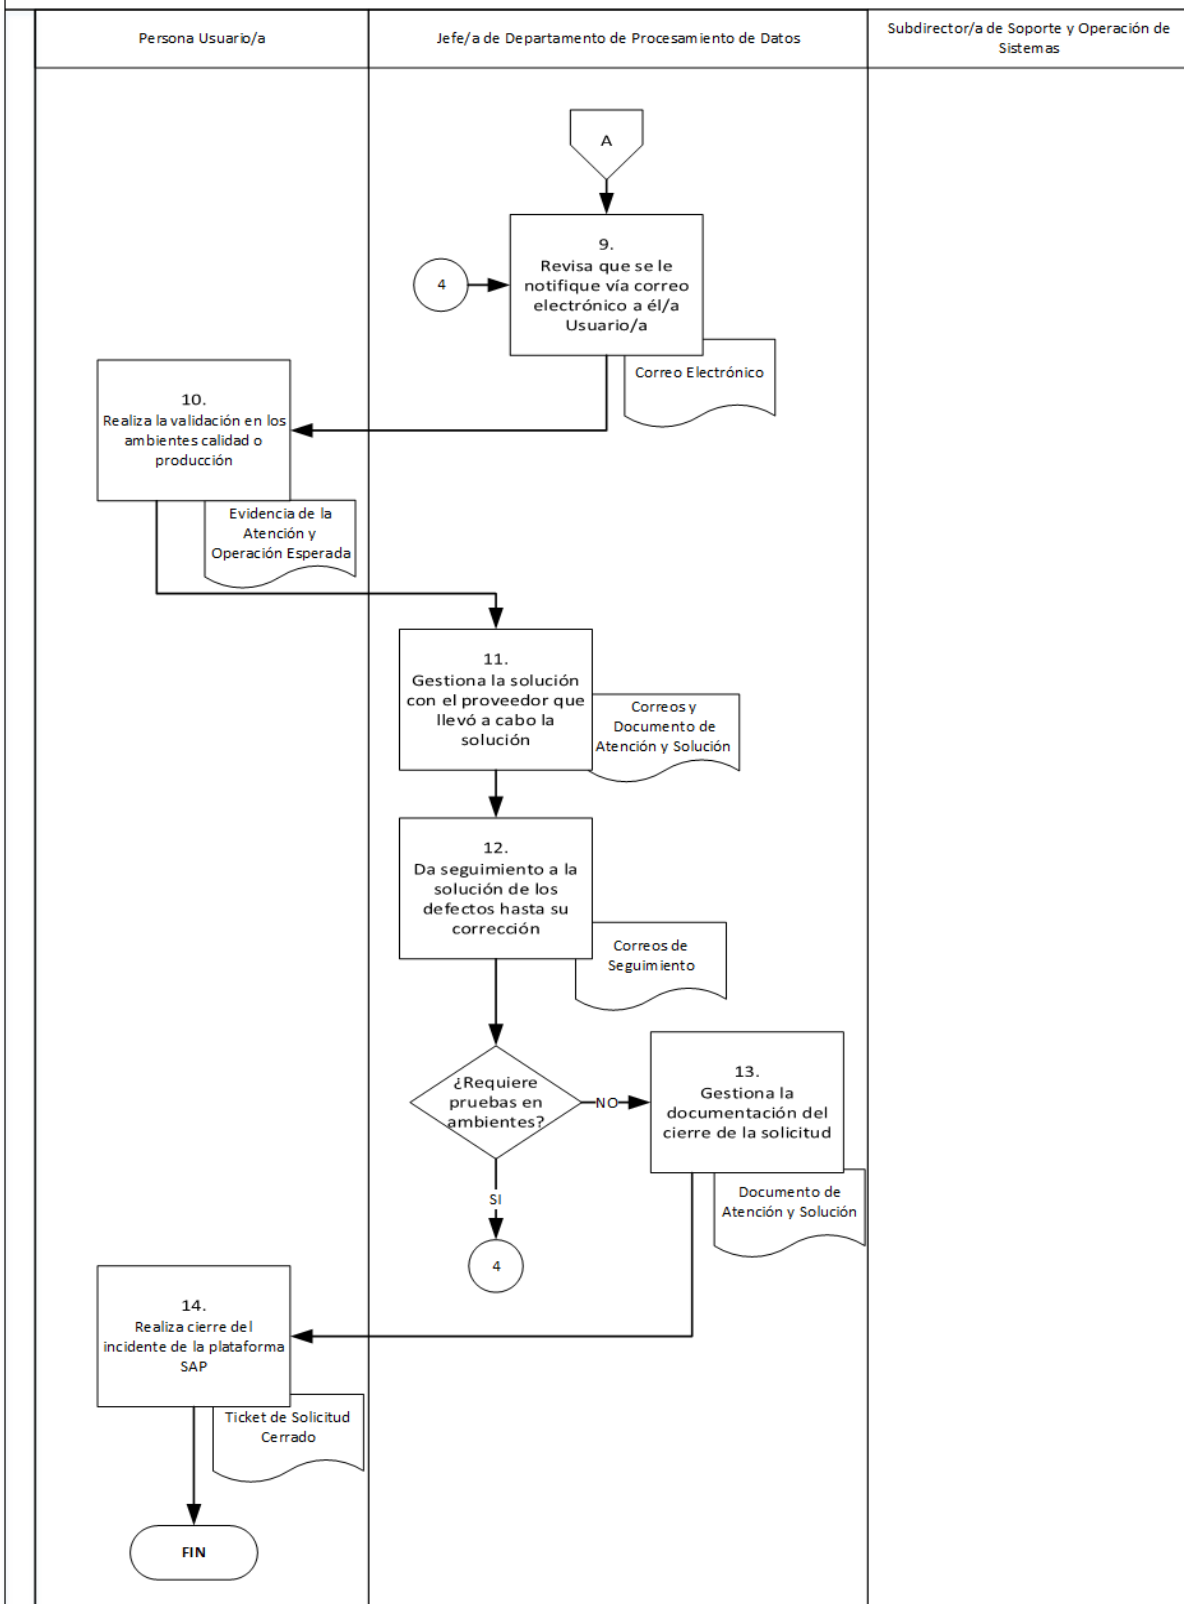 Persona Usuario/a
Jefe/a de Departamento de Procesamiento de Datos
Subdirector/a de Soporte y Operación de
Sistemas
A
9.
Revisa que se le
notifique vía correo
electrónico a él/a
Usuario/a
4
Correo Electrónico
10.
Realiza la validación en los
ambientes calidad o
producción
Evidencia de la
Atención y
Operación Esperada
11.
Gestiona la solución
con el proveedor que
llevó a cabo la
solución
Correos y
Documento de
Atención y Solución
12.
Da seguimiento a la
solución de los
defectos hasta su
corrección
Correos de
Seguimiento
¿Requiere
pruebas en
ambientes?
NO
13.
Gestiona la
documentación del
cierre de la solicitud
Documento de
Atención y Solución
SI
4
14.
Realiza cierre del
incidente de la plataforma
SAP
Ticket de Solicitud
Cerrado
FIN